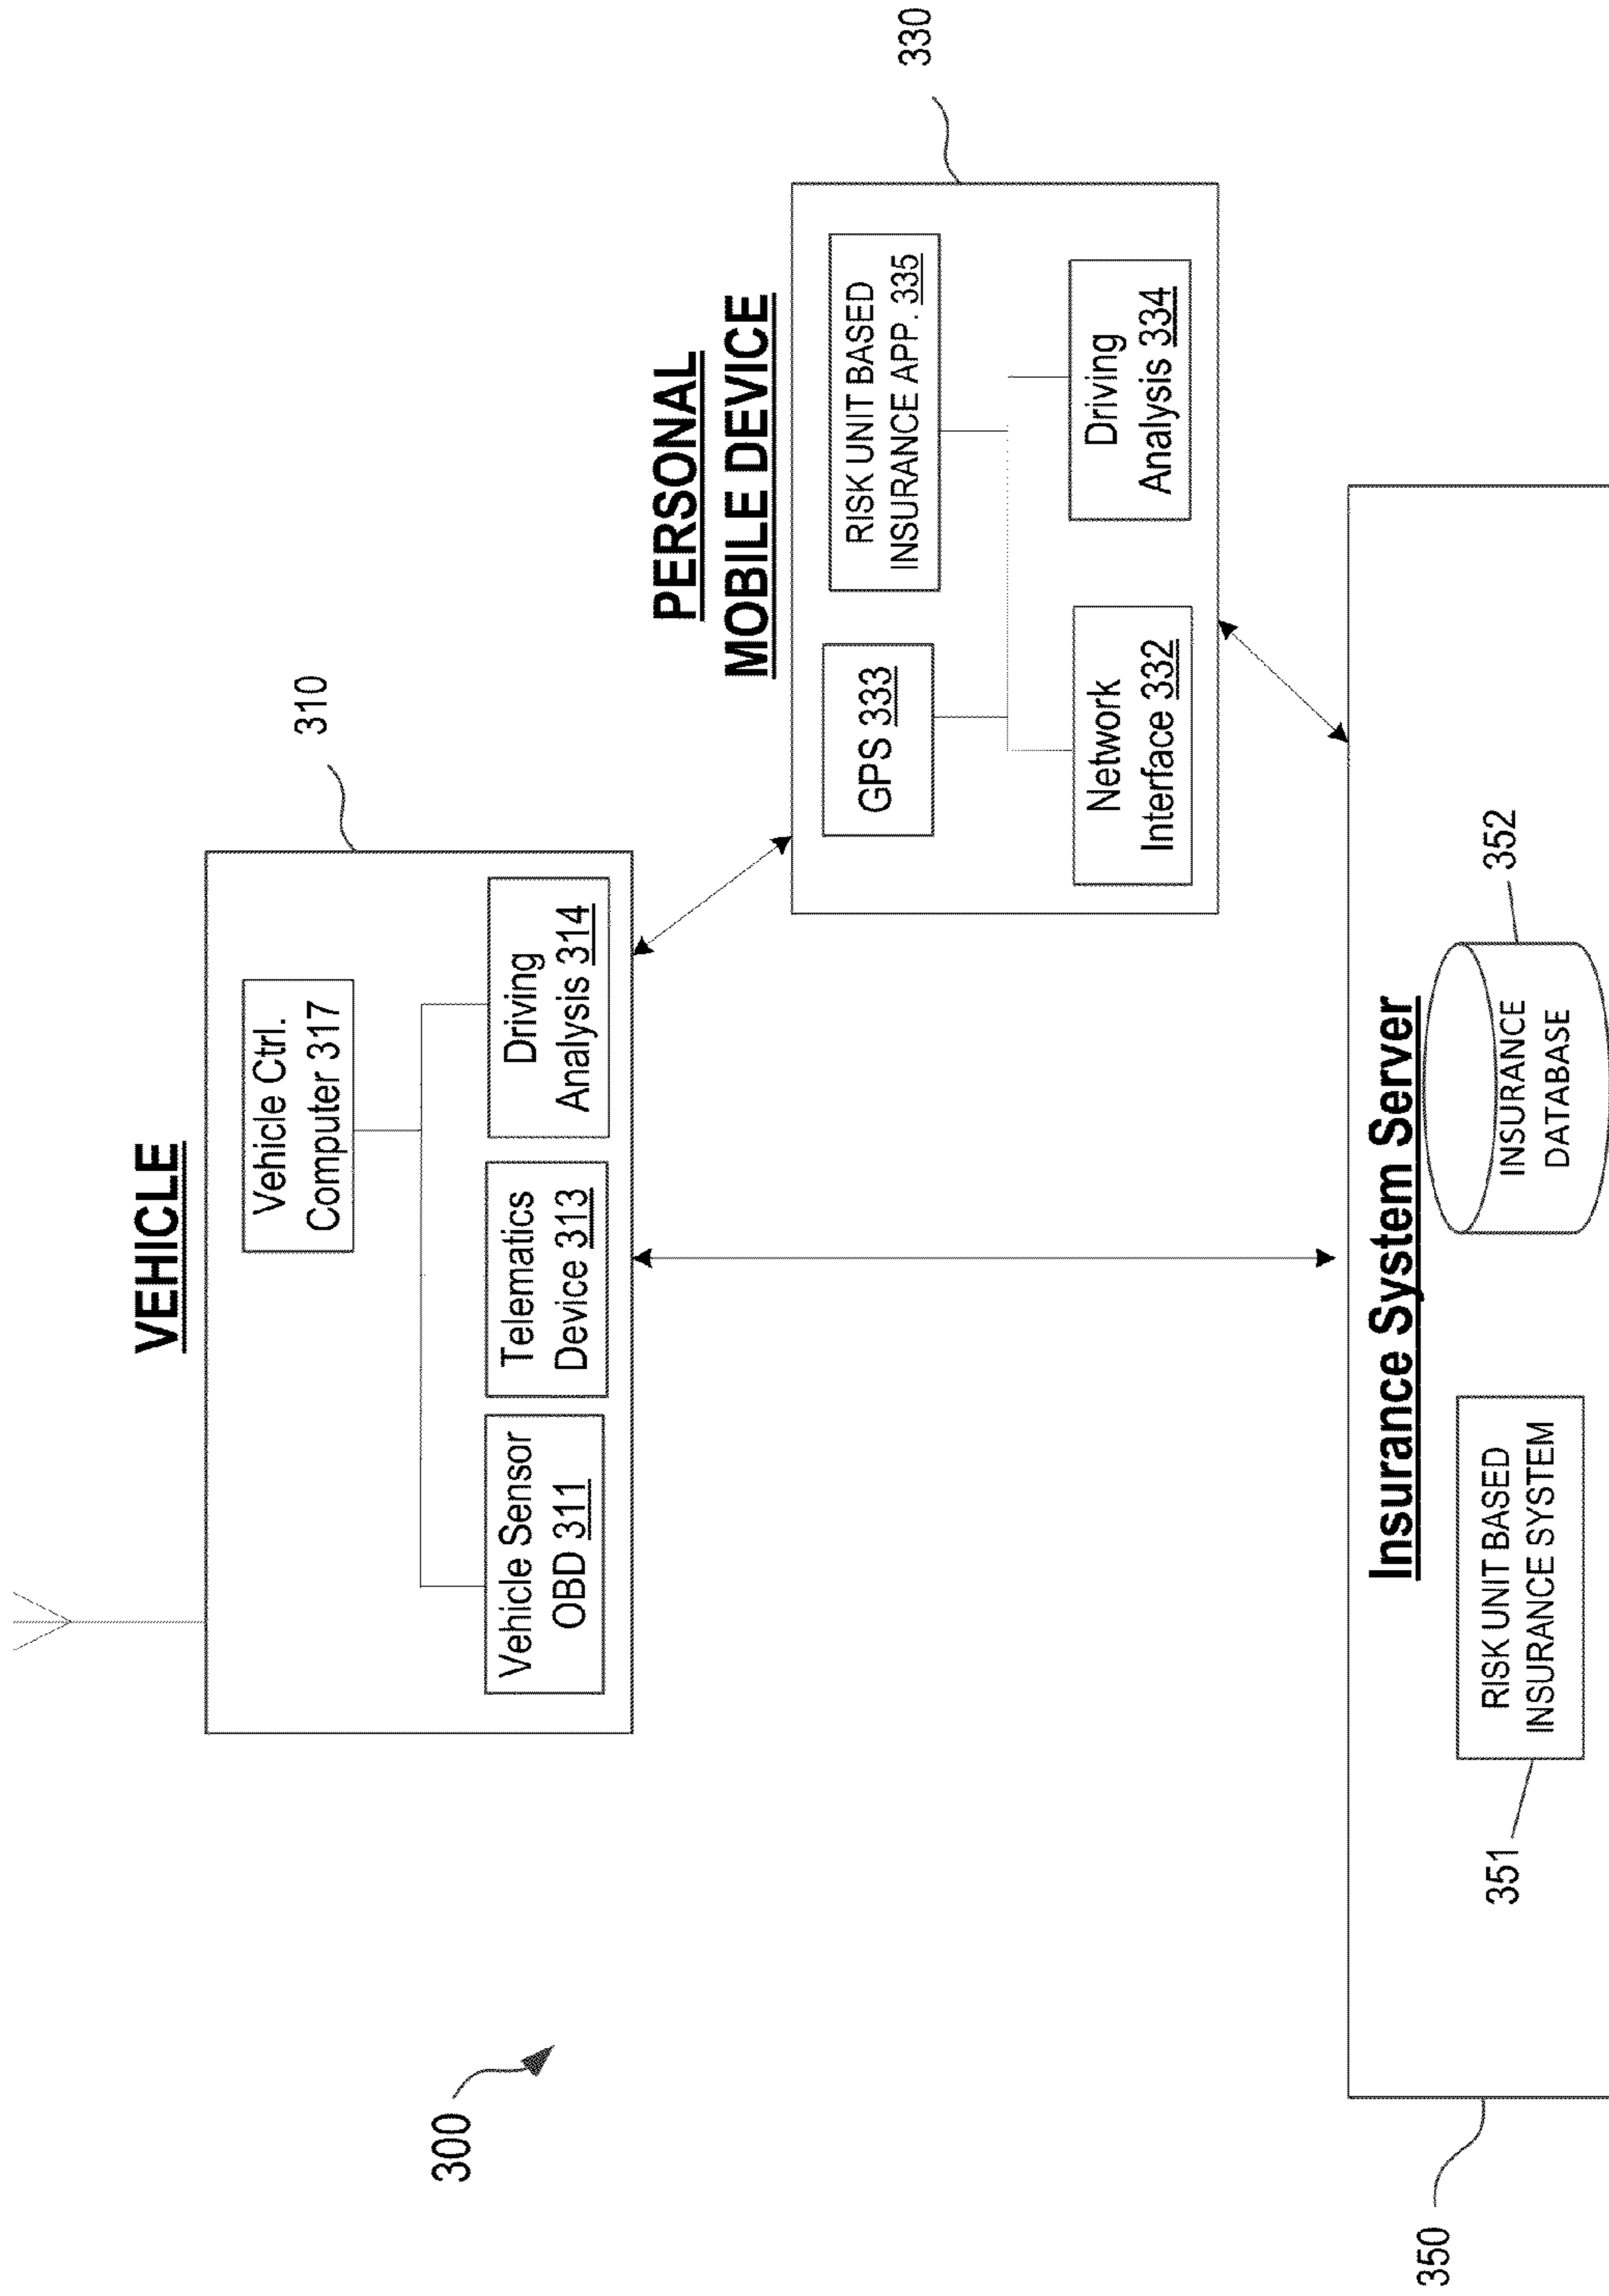 300
VEHICLE
310
Vehicle Ctrl.
Computer 317
Vehicle Sensor
OBD 311
Telematics
Device 313
Driving
Analysis 314
PERSONAL
MOBILE DEVICE
330
GPS 333
RISK UNIT BASED
INSURANCE APP. 335
Network
Interface 332
Driving
Analysis 334
350
Insurance System Server
351
RISK UNIT BASED
INSURANCE SYSTEM
INSURANCE
DATABASE
352